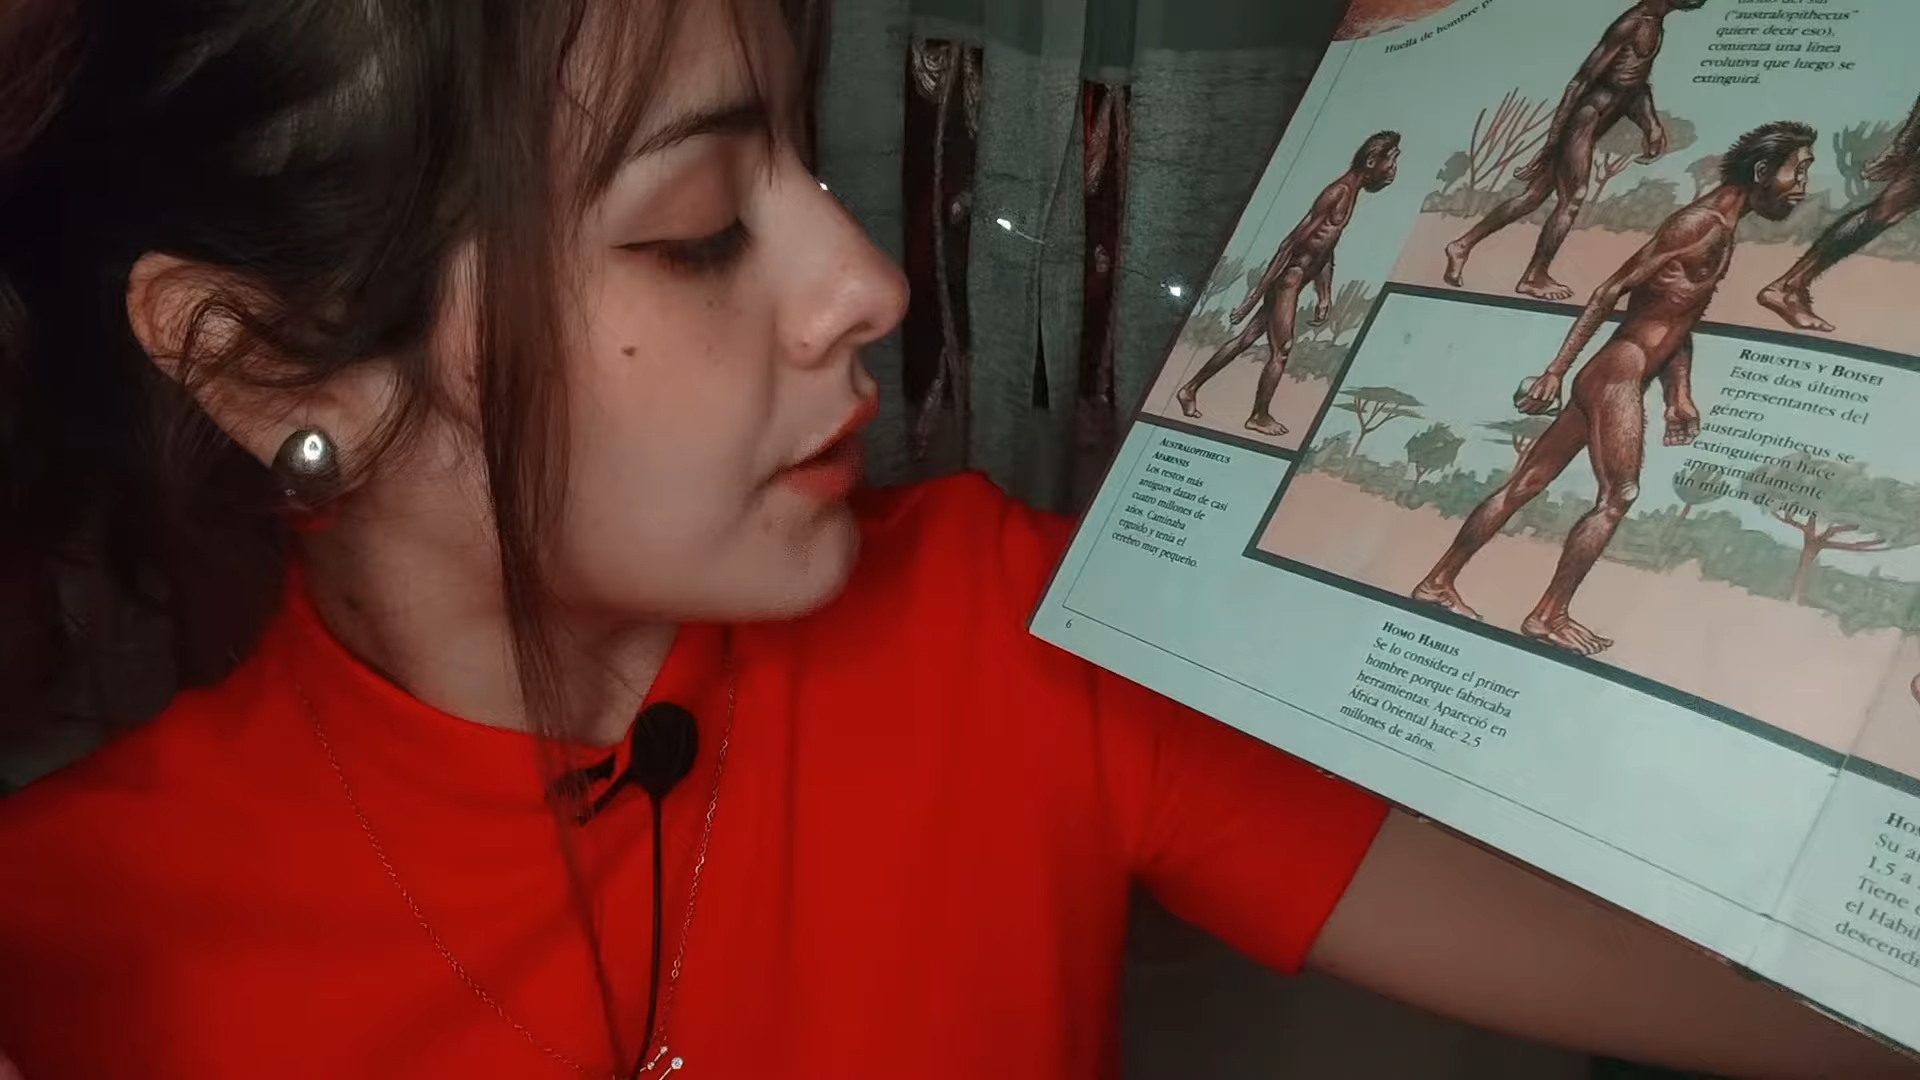 Huella de hombre
("australopithecus"
quiere decir eso),
comienza una línea
evolutiva que luego se
extinguirá.
AUSTRALOPITHECUS
AFARENSIS
Los restos más
antiguos datan de casi
cuatro millones de
años. Caminaba
erguido y tenía el
cerebro muy pequeño.
ROBUSTUS Y BOISEI
Estos dos últimos
representantes del
género
australopithecus se
extinguieron hace
aproximadamente
un millón de años.
6
HOMO HABILIS
Se lo considera el primer
hombre porque fabricaba
herramientas. Apareció en
África Oriental hace 2.5
millones de años.
Su
1.5 a
Tiene
el Habil
descendi